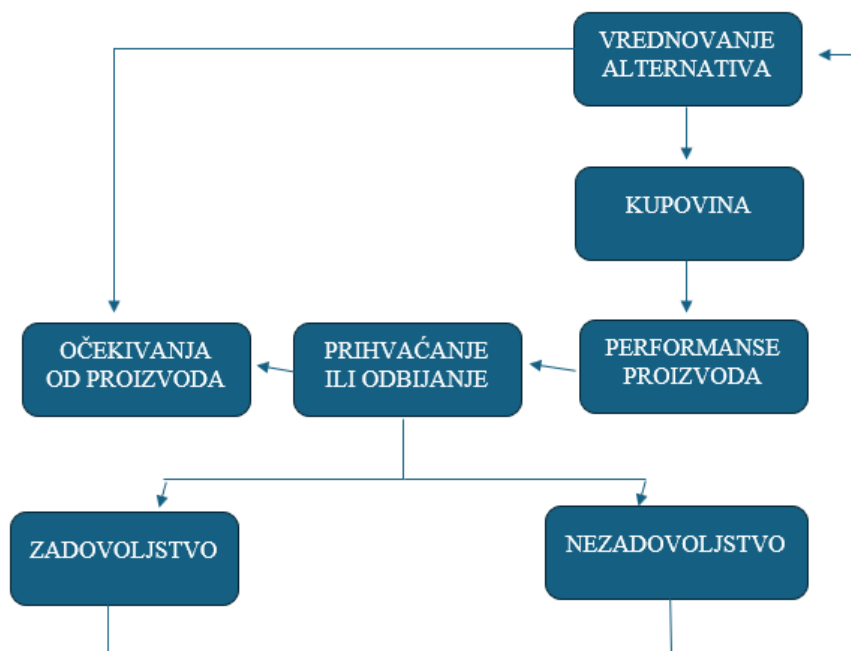 VREDNOVANJE
ALTERNATIVA
KUPOVINA
OČEKIVANJA
OD PROIZVODA
PRIHVAĆANJE
ILI ODBIJANJE
PERFORMANSE
PROIZVODA
ZADOVOLJSTVO
NEZADOVOLJSTVO